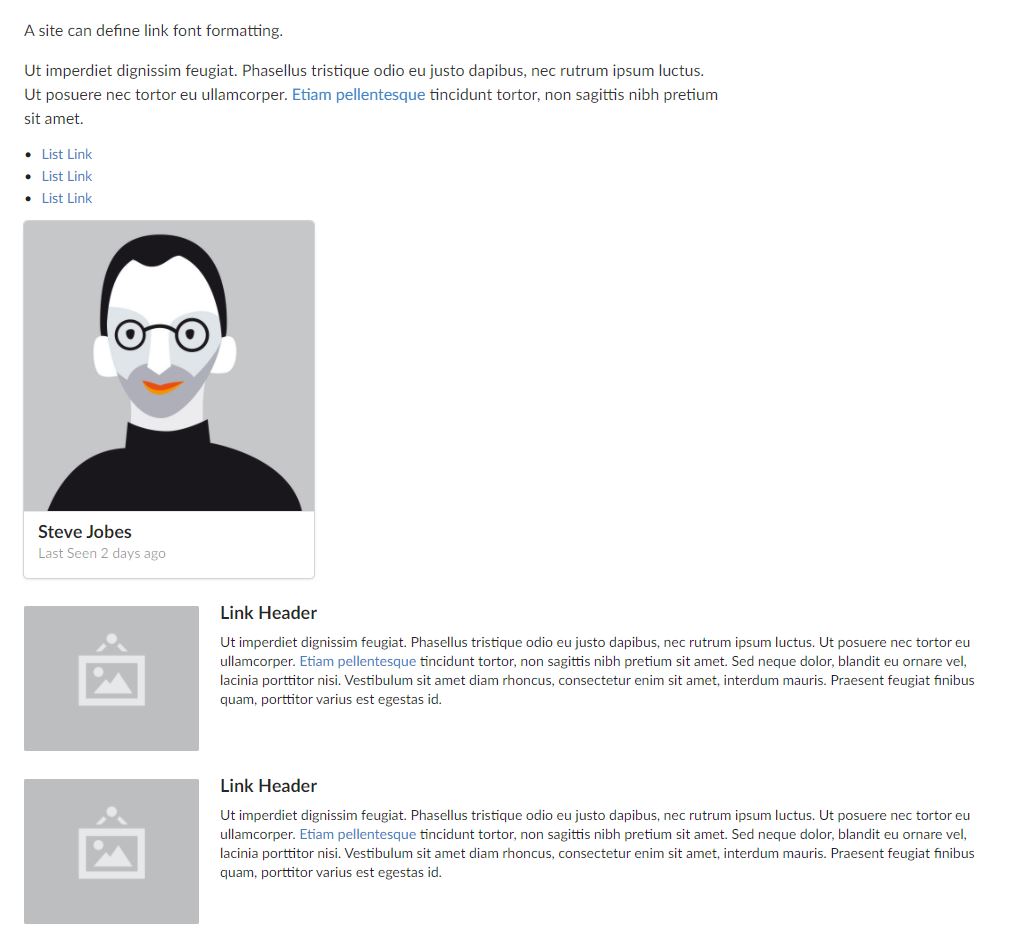 A site can define link font formatting.
Ut imperdiet dignissim feugiat. Phasellus tristique odio eu justo dapibus, nec rutrum ipsum luctus.
Ut posuere nec tortor eu ullamcorper. Etiam pellentesque tincidunt tortor, non sagittis nibh pretium
sit amet.
List Link
List Link
List Link
Steve Jobes
Last Seen 2 days ago
Link Header
Ut imperdiet dignissim feugiat. Phasellus tristique odio eu justo dapibus, nec rutrum ipsum luctus. Ut posuere nec tortor eu
ullamcorper. Etiam pellentesque tincidunt tortor, non sagittis nibh pretium sit amet. Sed neque dolor, blandit eu ornare vel,
lacinia porttitor nisi. Vestibulum sit amet diam rhoncus, consectetur enim sit amet, interdum mauris. Praesent feugiat finibus
quam, porttitor varius est egestas id.
Link Header
Ut imperdiet dignissim feugiat. Phasellus tristique odio eu justo dapibus, nec rutrum ipsum luctus. Ut posuere nec tortor eu
ullamcorper. Etiam pellentesque tincidunt tortor, non sagittis nibh pretium sit amet. Sed neque dolor, blandit eu ornare vel,
lacinia porttitor nisi. Vestibulum sit amet diam rhoncus, consectetur enim sit amet, interdum mauris. Praesent feugiat finibus
quam, porttitor varius est egestas id.